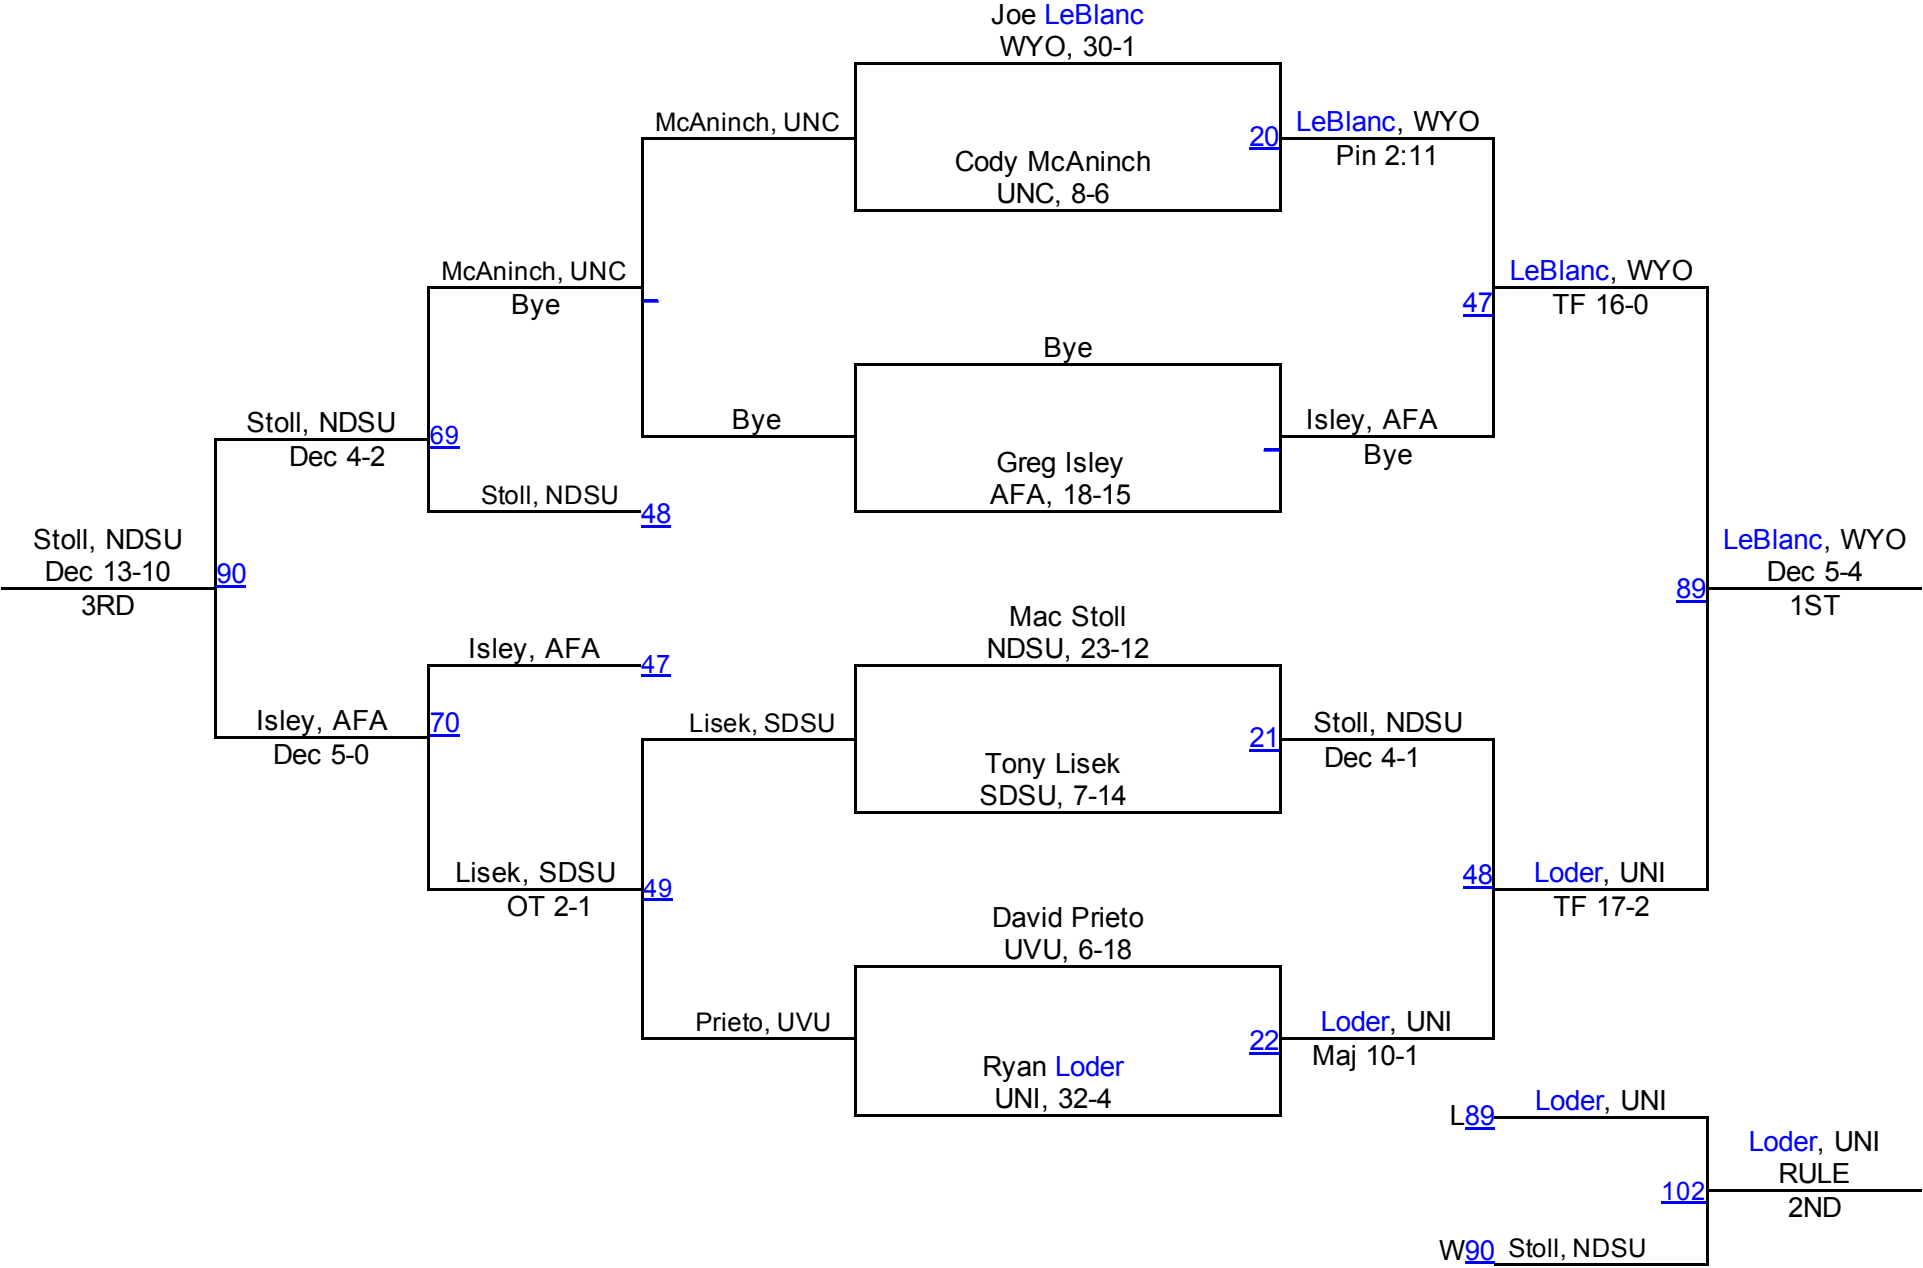 Joe LeBlanc
WYO, 30-1
McAninch, UNC
20
LeBlanc, WYO
Pin 2:11
Cody McAninch
UNC, 8-6
McAninch, UNC
Bye
LeBlanc, WYO
47
TF 16-0
Bye
Stoll, NDSU
69
Dec 4-2
Bye
Isley, AFA
Bye
Greg Isley
AFA, 18-15
Stoll, NDSU
48
Stoll, NDSU
Dec 13-10
90
3RD
LeBlanc, WYO
Dec 5-4
89
1ST
Mac Stoll
NDSU, 23-12
Isley, AFA
47
Isley, AFA
70
Dec 5-0
Lisek, SDSU
21
Stoll, NDSU
Dec 4-1
Tony Lisek
SDSU, 7-14
Lisek, SDSU
49
OT 2-1
48
Loder, UNI
TF 17-2
David Prieto
UVU, 6-18
Prieto, UVU
22
Loder, UNI
Maj 10-1
Ryan Loder
UNI, 32-4
L89
Loder, UNI
Loder, UNI
RULE
102
2ND
W90
Stoll, NDSU